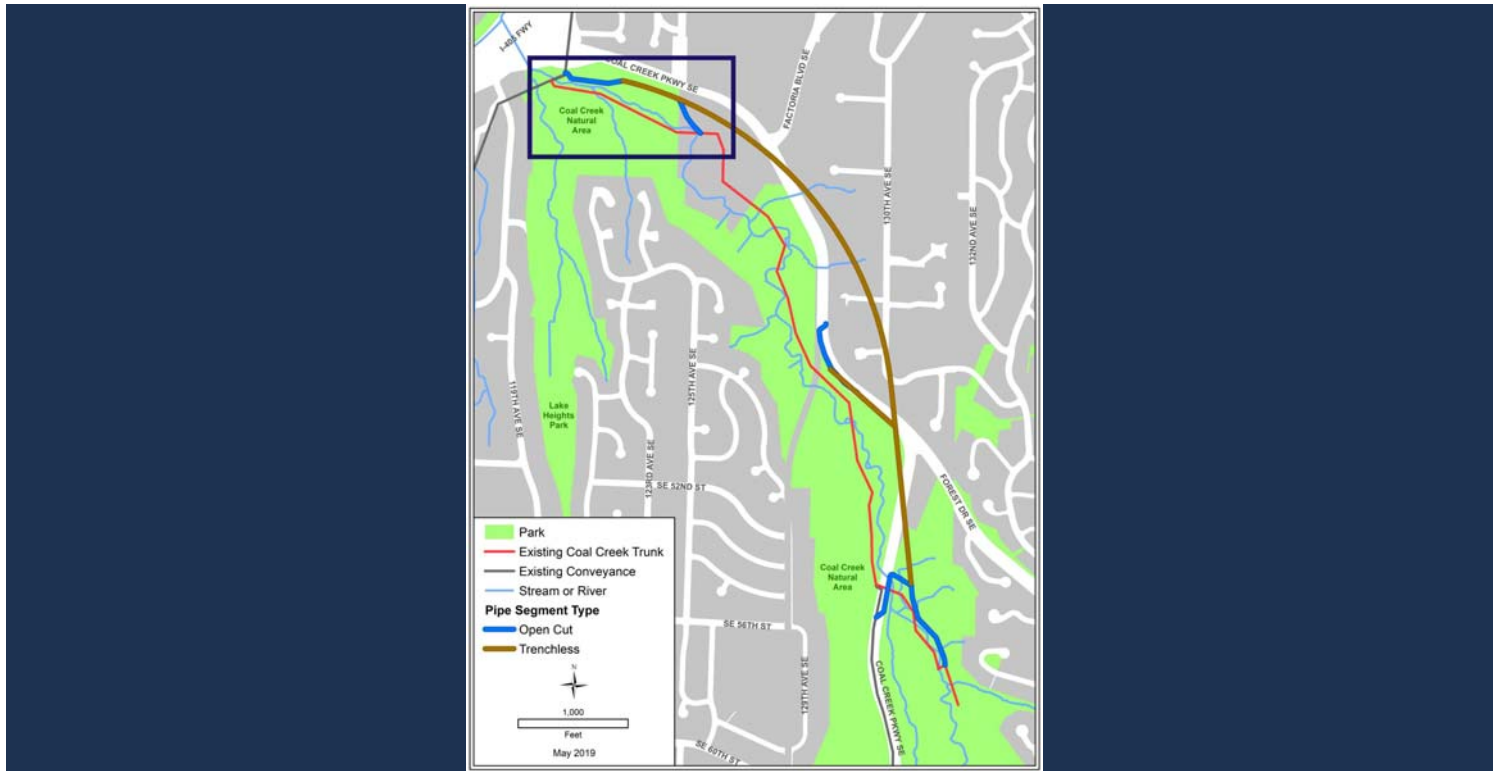 I-405 FWY
COAL CREEK PKWY SE
FACTORIA BLVD SE
Coal Creek
Natural
Area
130TH AVE SE
132ND AVE SE
119TH AVE SE
125TH AVE SE
Lake
Heights
Park
123RD AVE SE
SE 52ND ST
FOREST DR SE
Coal Creek
Natural
Area
SE 56TH ST
129TH AVE SE
COAL CREEK PKWY SE
SE 60TH ST
Park
Existing Coal Creek Trunk
Existing Conveyance
Stream or River
Pipe Segment Type
Open Cut
Trenchless
N
1,000
Feet
May 2019